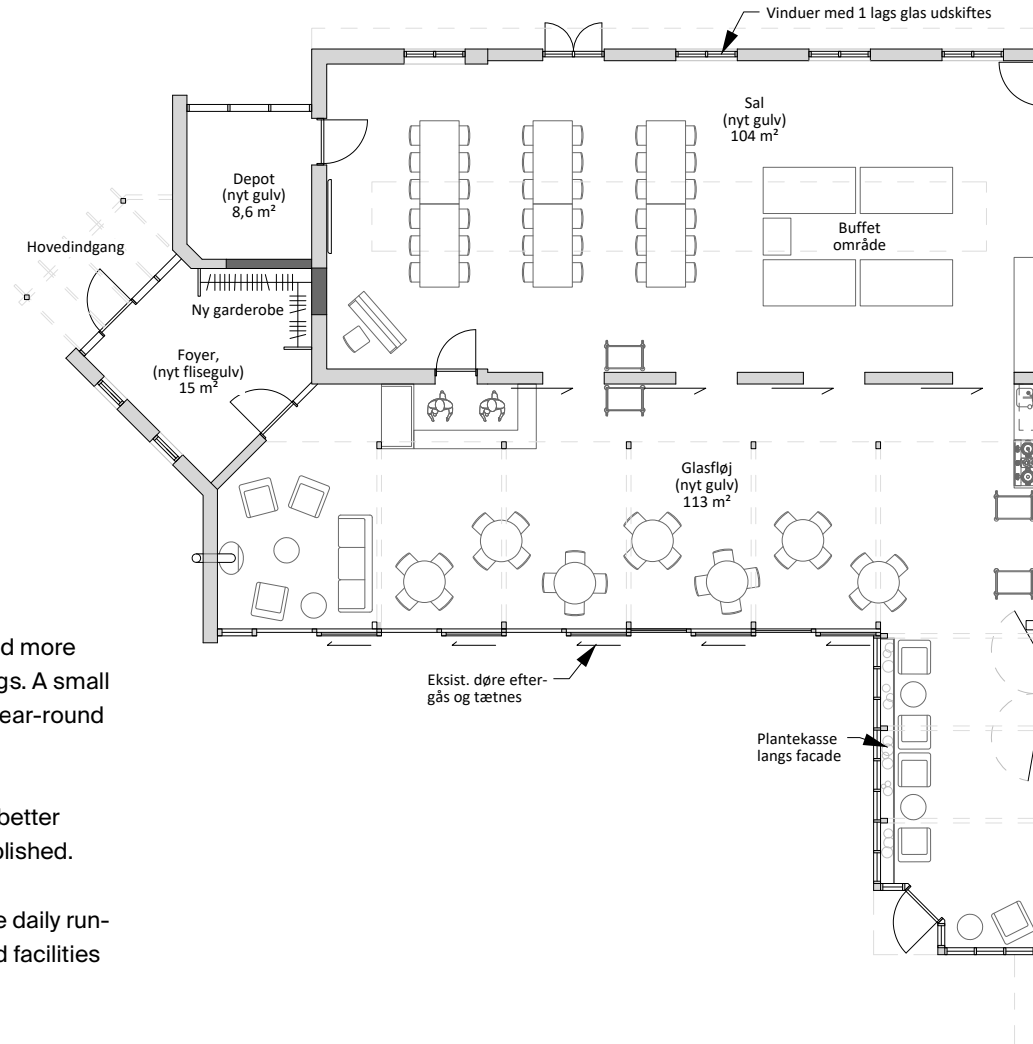 Vinduer med 1 lags glas udskiftes
Sal
(nyt gulv)
104 m²
Depot
(nyt gulv)
8,6 m²
Buffet
område
Hovedindgang
Ny garderobe
Foyer,
(nyt flisegulv)
15 m²
Glasfløj
(nyt gulv)
113 m²
Eksist. døre efter-
gås og tætnes
Plantekasse
langs facade
d more
gs. A small
ear-round
better
blished.
e daily run-
d facilities